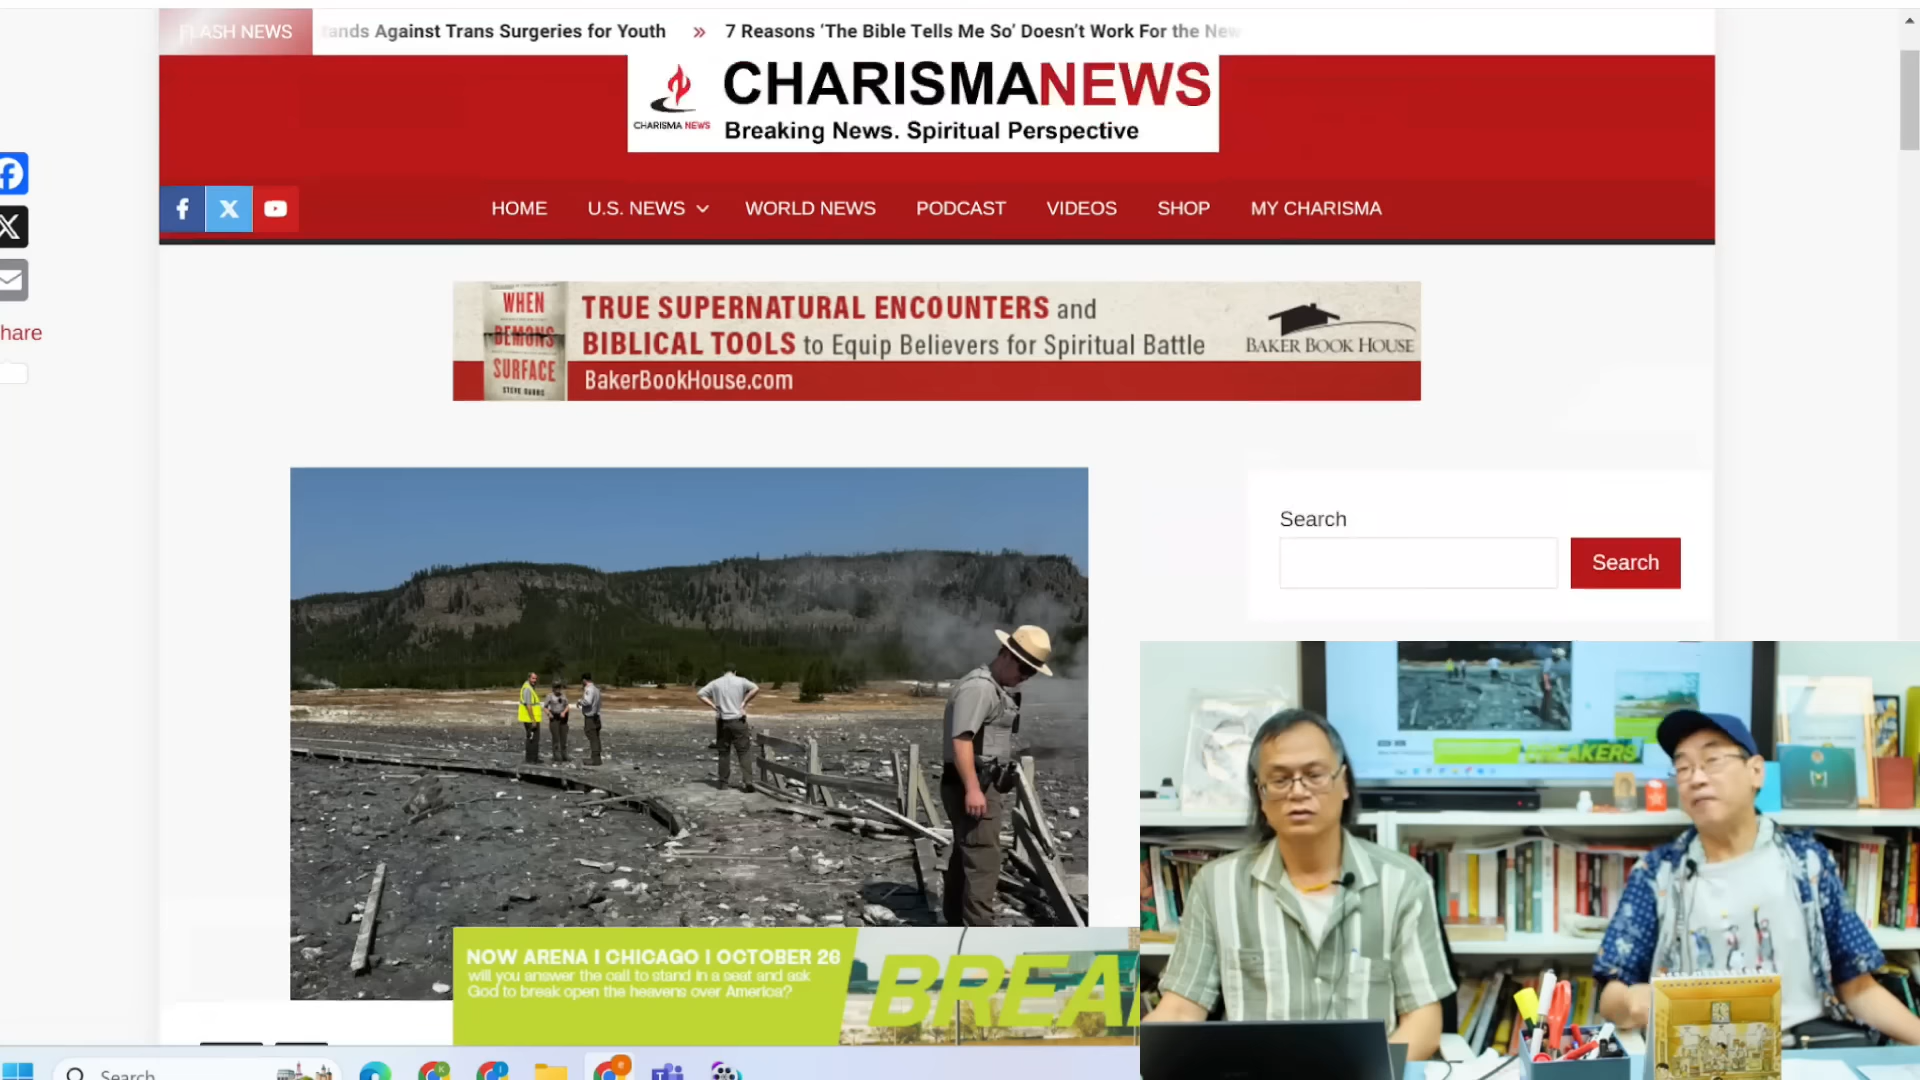 FLASH NEWS
ands Against Trans Surgeries for Youth » 7 Reasons ‘The Bible Tells Me So’ Doesn’t Work For the New
CHARISMA NEWS
CHARISMANEWS
Breaking News. Spiritual Perspective
HOME
U.S. NEWS
WORLD NEWS
PODCAST
VIDEOS
SHOP
MY CHARISMA
hare
WHEN
DEMONS
SURFACE
TRUE SUPERNATURAL ENCOUNTERS and
BIBLICAL TOOLS to Equip Believers for Spiritual Battle
BakerBookHouse.com
BAKER BOOK HOUSE
Search
Search
NOW ARENA | CHICAGO | OCTOBER 26
will you answer the call to stand in a seat and ask
God to break open the heavens over America?
BREA
BREAKERS
Search